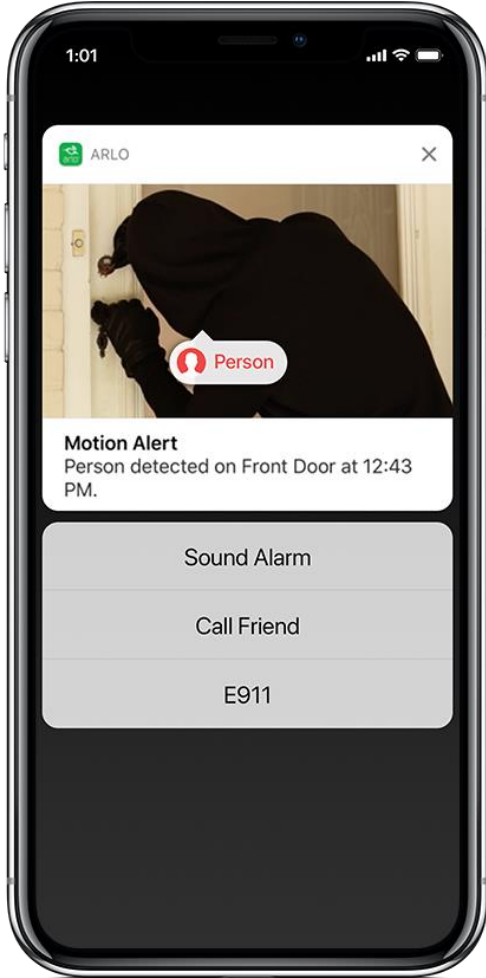 1:01
arlo
ARLO
Person
Motion Alert
Person detected on Front Door at 12:43
PM.
Sound Alarm
Call Friend
E911